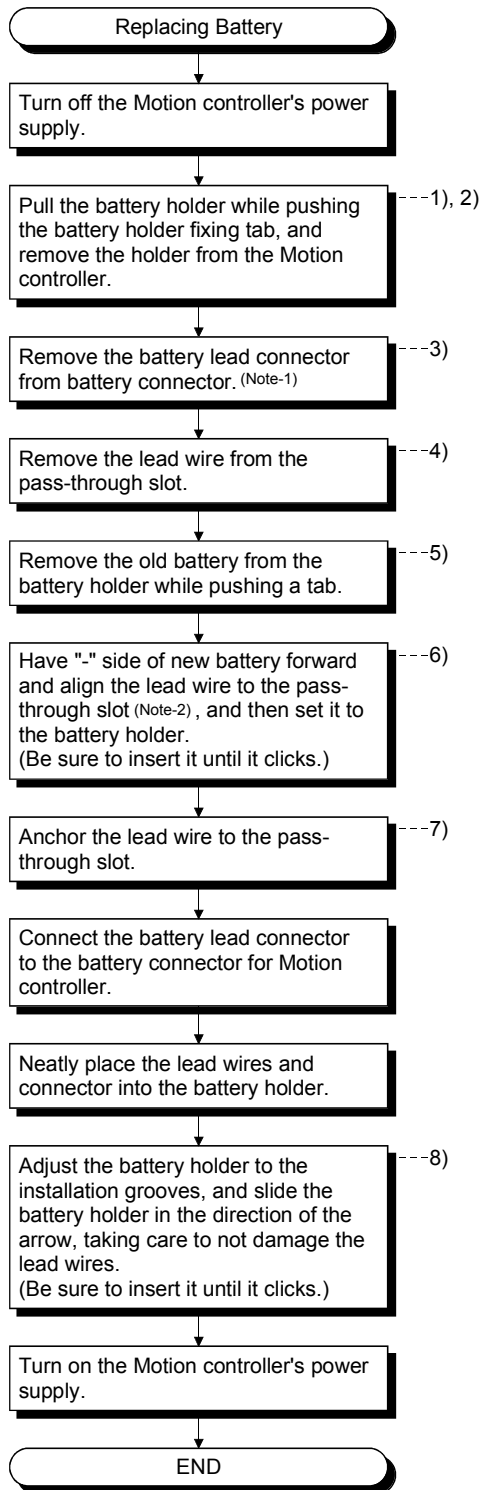 Replacing Battery
Turn off the Motion controller's power
supply.
Pull the battery holder while pushing
the battery holder fixing tab, and
remove the holder from the Motion
controller.
---1), 2)
Remove the battery lead connector
from battery connector. (Note-1)
---3)
Remove the lead wire from the
pass-through slot.
---4)
Remove the old battery from the
battery holder while pushing a tab.
---5)
Have "-" side of new battery forward
and align the lead wire to the pass-
through slot (Note-2) , and then set it to
the battery holder.
(Be sure to insert it until it clicks.)
---6)
Anchor the lead wire to the pass-
through slot.
---7)
Connect the battery lead connector
to the battery connector for Motion
controller.
Neatly place the lead wires and
connector into the battery holder.
Adjust the battery holder to the
installation grooves, and slide the
battery holder in the direction of the
arrow, taking care to not damage the
lead wires.
(Be sure to insert it until it clicks.)
---8)
Turn on the Motion controller's power
supply.
END